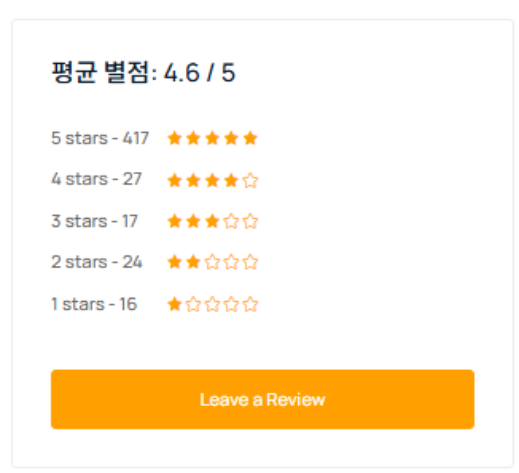 평균 별점: 4.6 / 5
5 stars - 417
4 stars - 27
3 stars - 17
2 stars - 24
1 stars - 16
Leave a Review